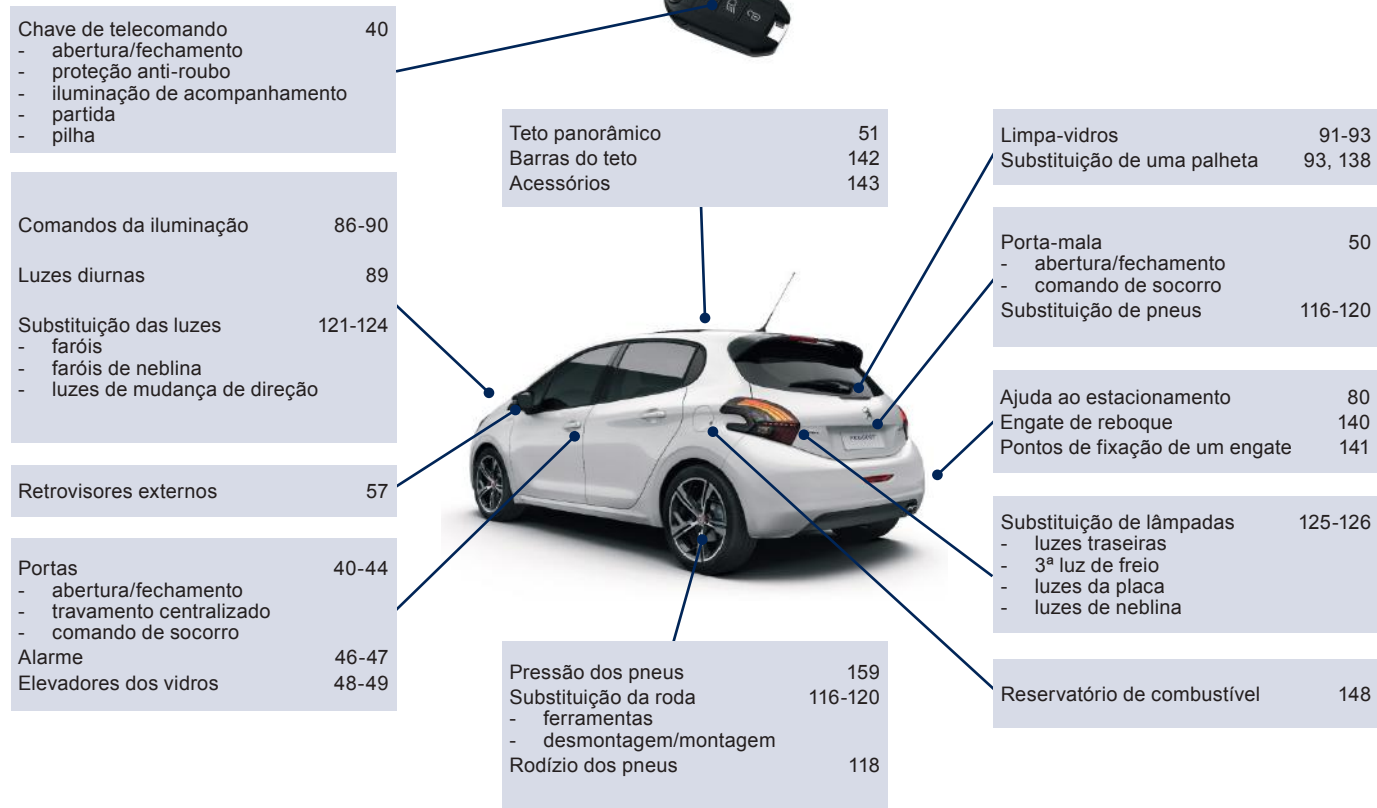 Chave de telecomando 40
- abertura/fechamento
- proteção anti-roubo
- iluminação de acompanhamento
- partida
- pilha
Comandos da iluminação 86-90
Luzes diurnas 89
Substituição das luzes 121-124
- faróis
- faróis de neblina
- luzes de mudança de direção
Retrovisores externos 57
Portas 40-44
- abertura/fechamento
- travamento centralizado
- comando de socorro
Alarme 46-47
Elevadores dos vidros 48-49
Teto panorâmico 51
Barras do teto 142
Acessórios 143
PEUGEOT
Pressão dos pneus 159
Substituição da roda 116-120
- ferramentas
- desmontagem/montagem
Rodízio dos pneus 118
Limpa-vidros 91-93
Substituição de uma palheta 93, 138
Porta-mala 50
- abertura/fechamento
- comando de socorro
Substituição de pneus 116-120
Ajuda ao estacionamento 80
Engate de reboque 140
Pontos de fixação de um engate 141
Substituição de lâmpadas 125-126
- luzes traseiras
- 3ª luz de freio
- luzes da placa
- luzes de neblina
Reservatório de combustível 148